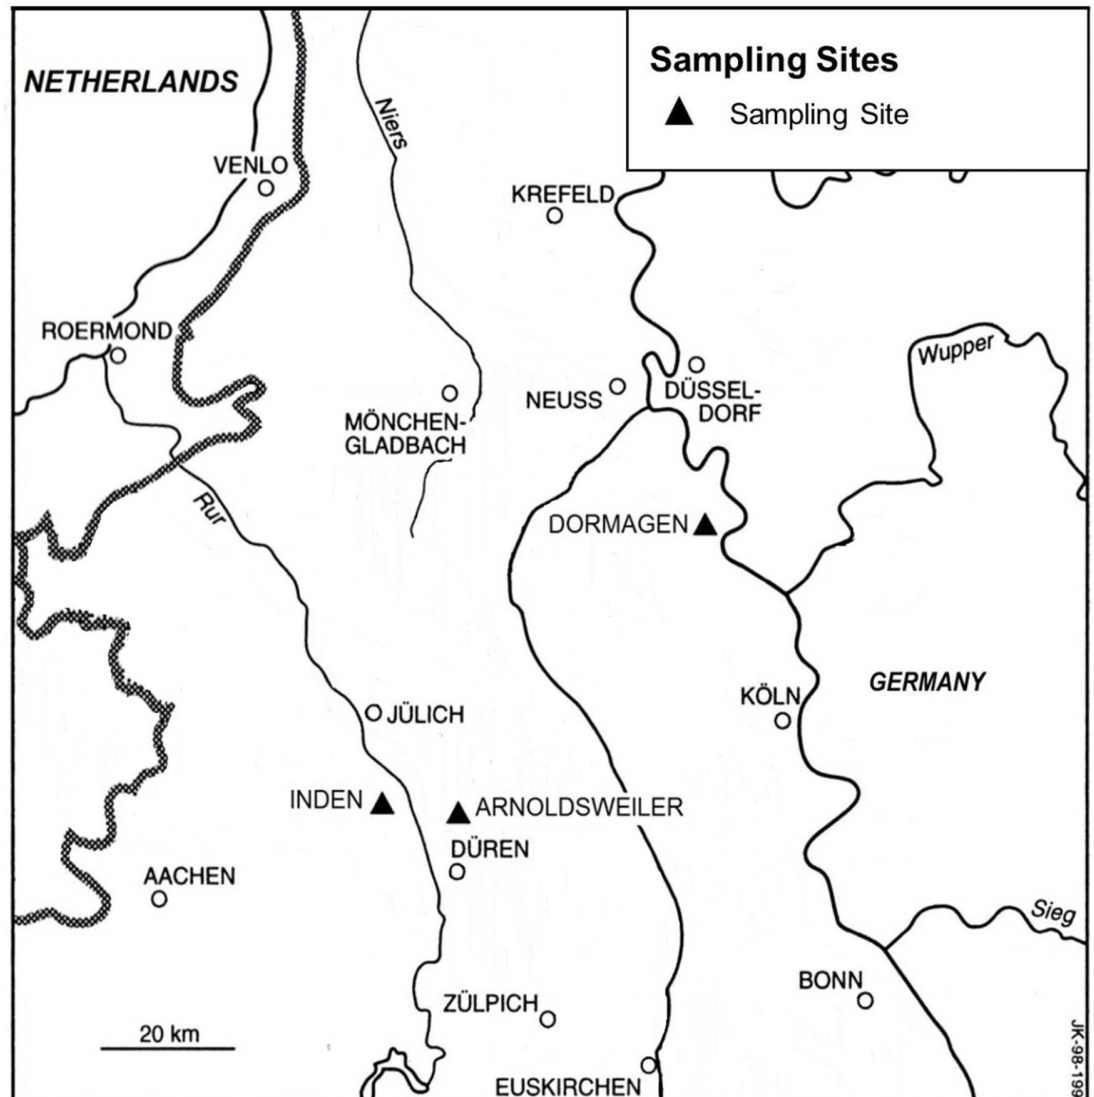 Sampling Sites
Sampling Site
NETHERLANDS
Niers
VENLO
KREFELD
ROERMOND
Wupper
NEUSS
DÜSSEL-
DORF
MÖNCHEN-
GLADBACH
Rur
DORMAGEN
GERMANY
KÖLN
JÜLICH
INDEN
ARNOLDSWEILER
DÜREN
AACHEN
Sieg
BONN
ZÜLPICH
20 km
EUSKIRCHEN
JK-98-199